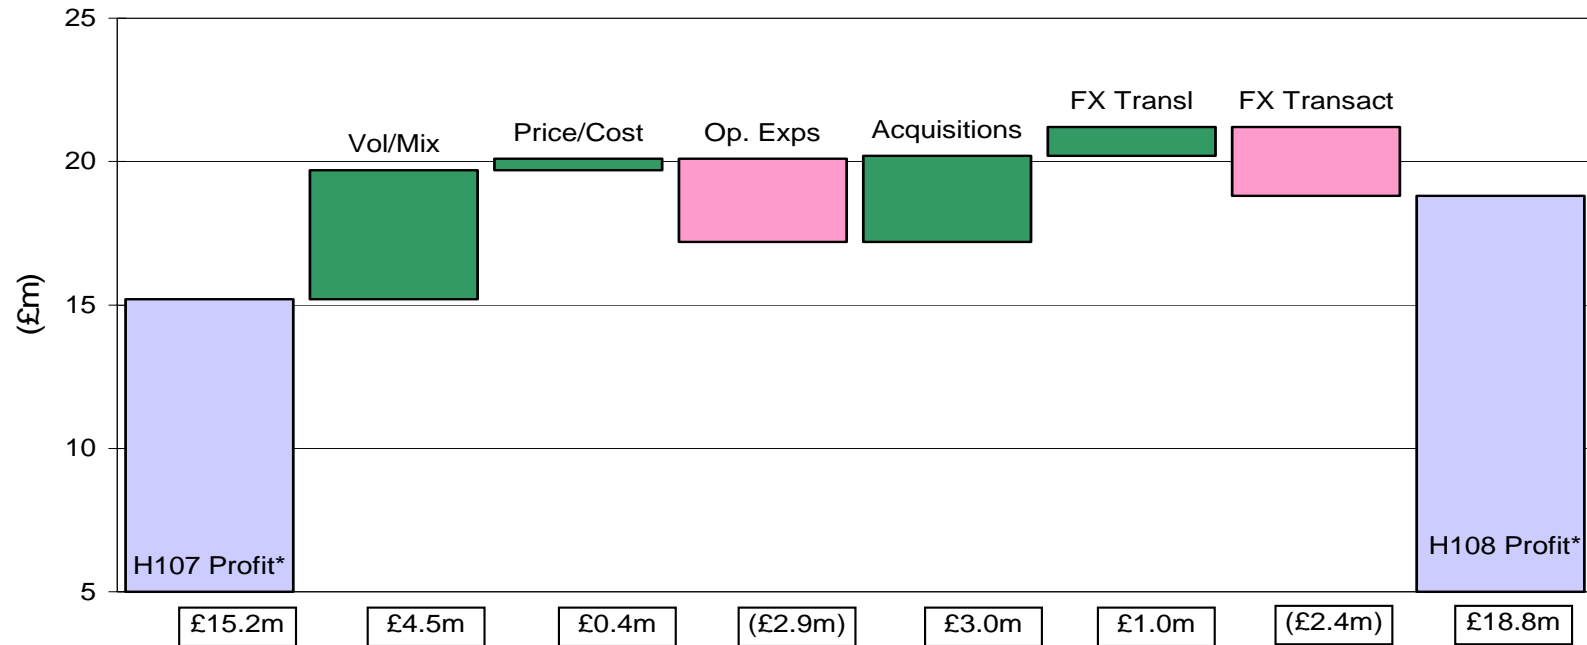 25
FX Transl
FX Transact
Vol/Mix
Price/Cost
Op. Exps
Acquisitions
20
15
(£m)
10
H107 Profit*
H108 Profit*
5
£15.2m
£4.5m
£0.4m
(£2.9m)
£3.0m
£1.0m
(£2.4m)
£18.8m